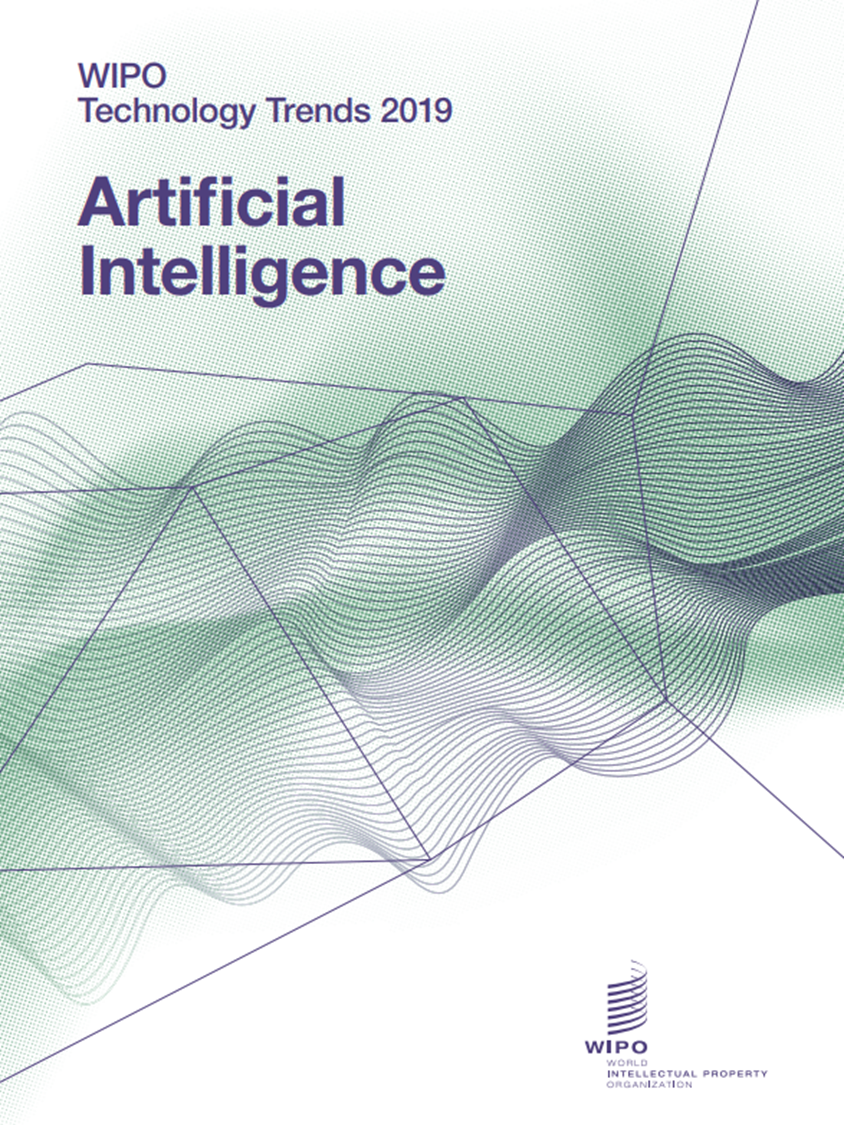 WIPO
Technology Trends 2019
Artificial
Intelligence
WIPO
WORLD
INTELLECTUAL PROPERTY
ORGANIZATION